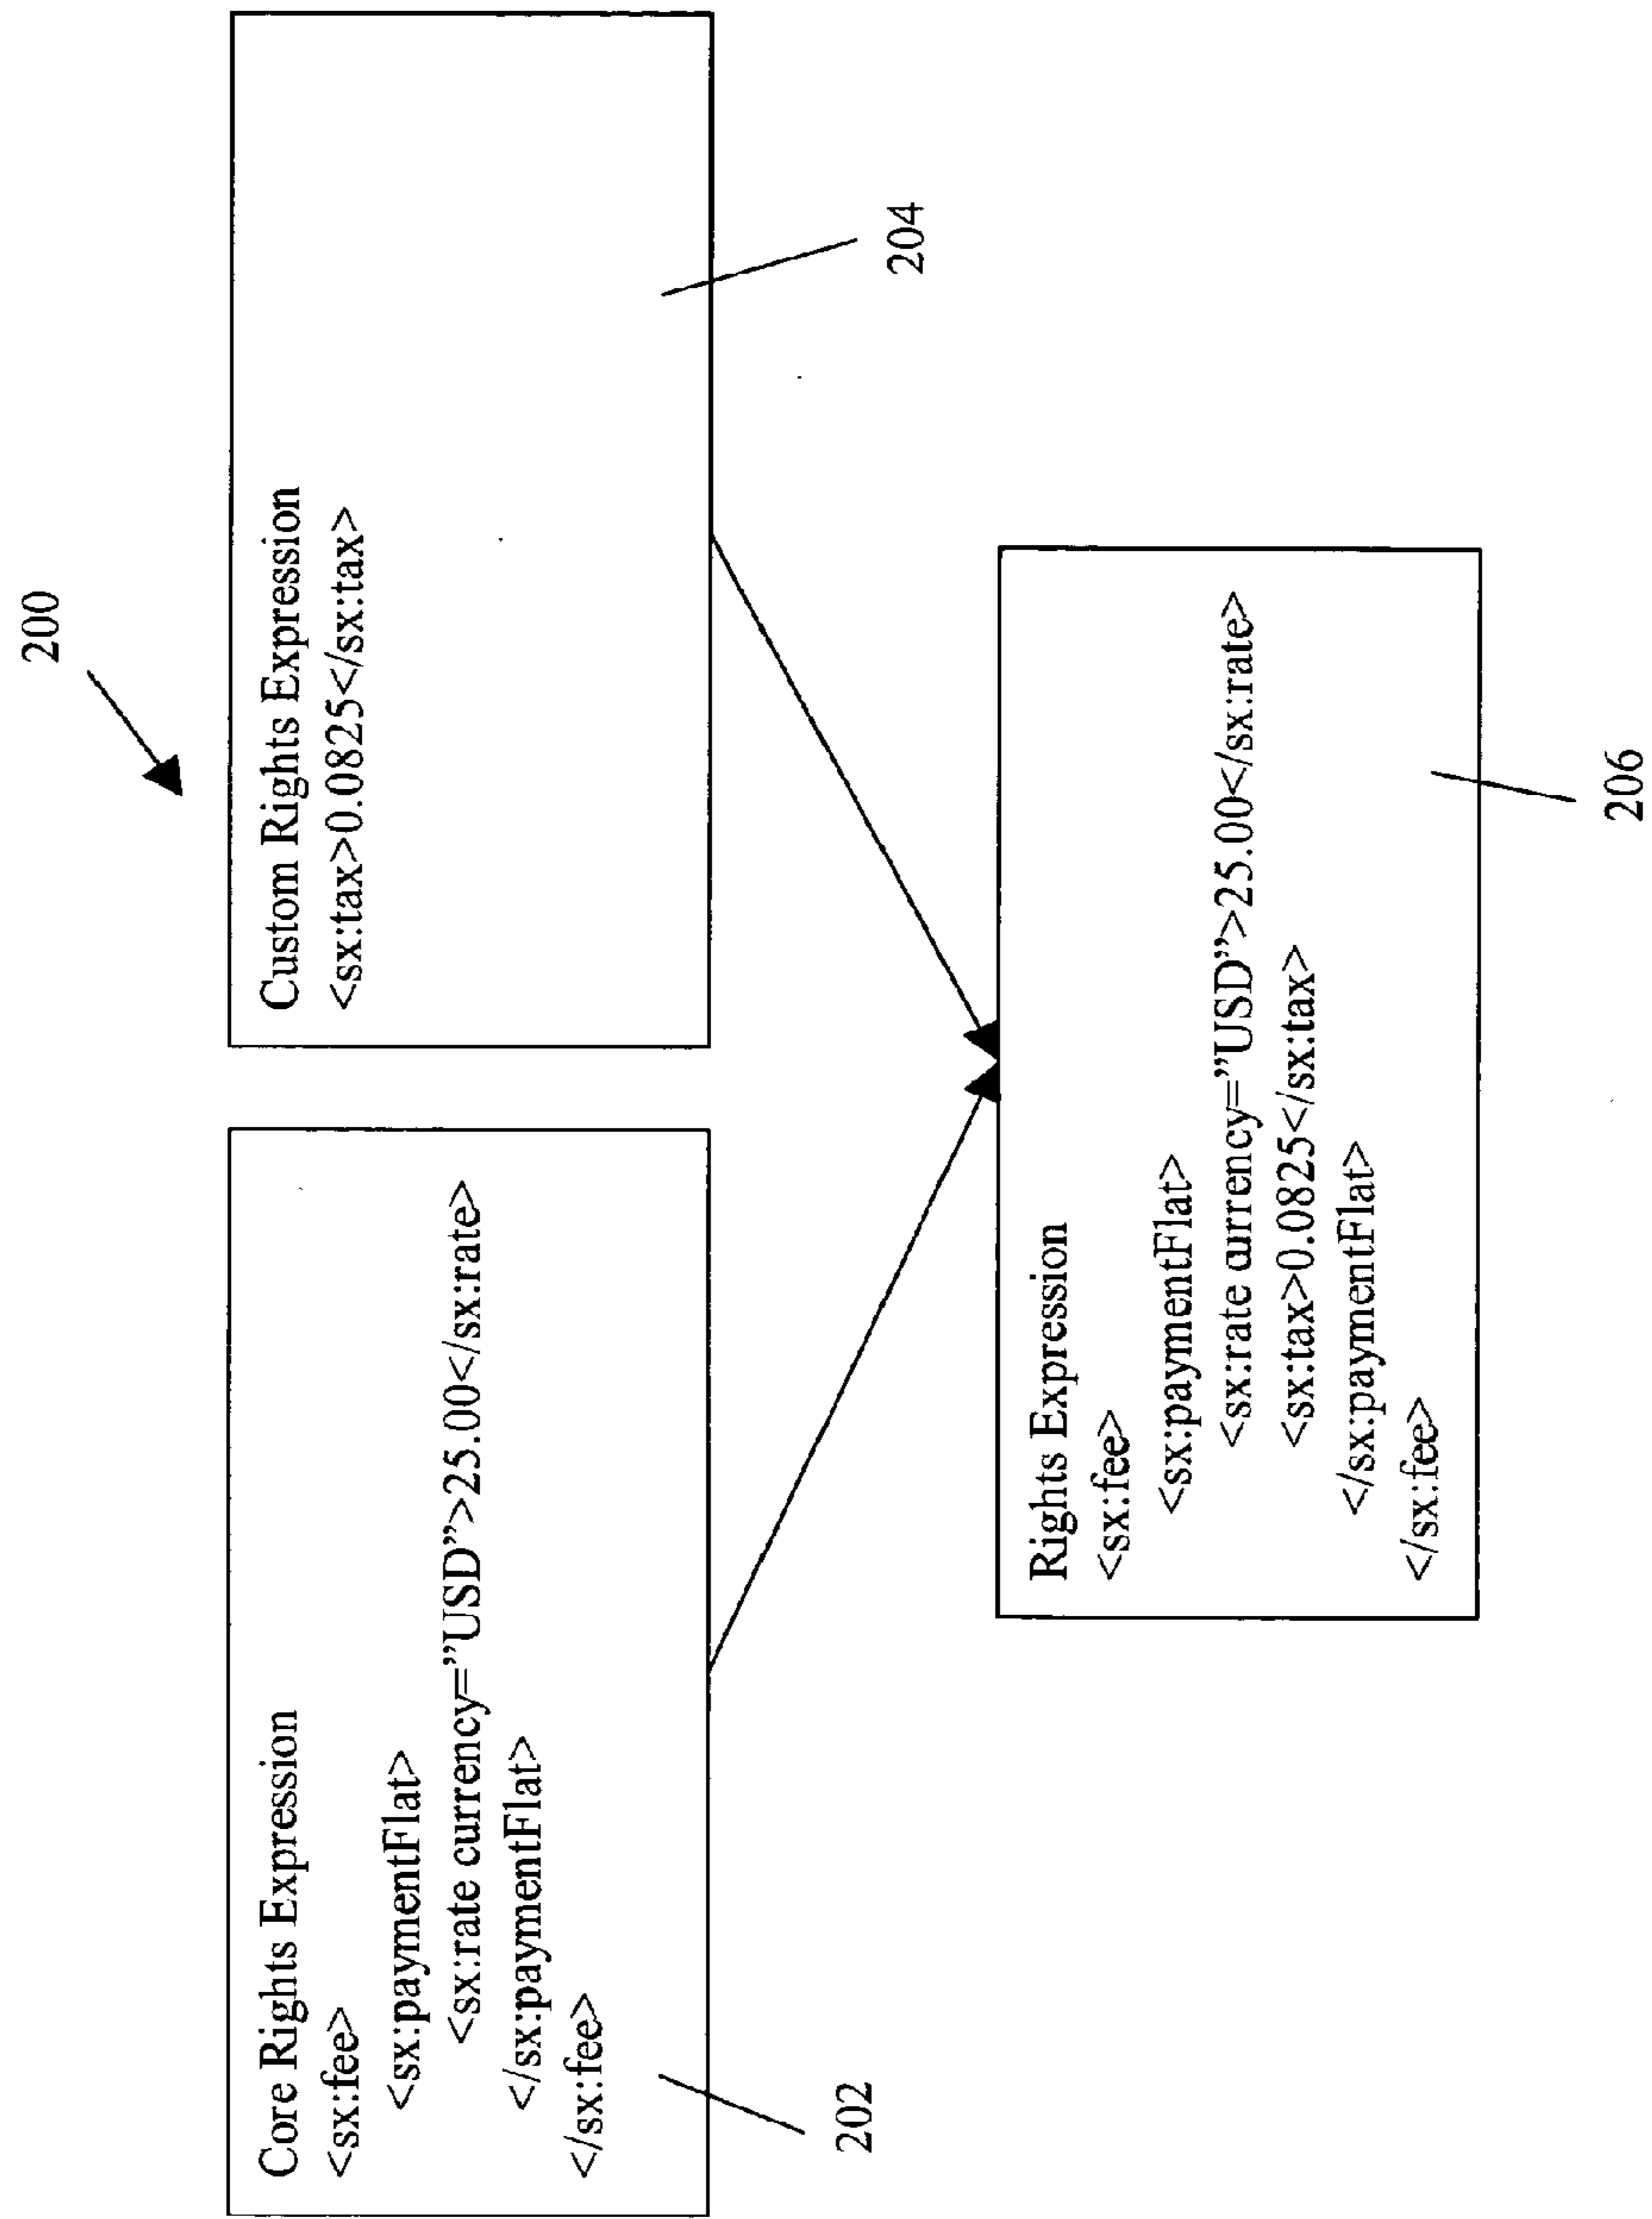 200
Core Rights Expression
<sx:fee>
<sx:paymentFlat>
<sx:rate currency=”USD”>25.00</sx:rate>
</sx:paymentFlat>
</sx:fee>
202
Custom Rights Expression
<sx:tax>0.0825</sx:tax>
204
Rights Expression
<sx:fee>
<sx:paymentFlat>
<sx:rate currency=”USD”>25.00</sx:rate>
<sx:tax>0.0825</sx:tax>
</sx:paymentFlat>
</sx:fee>
206